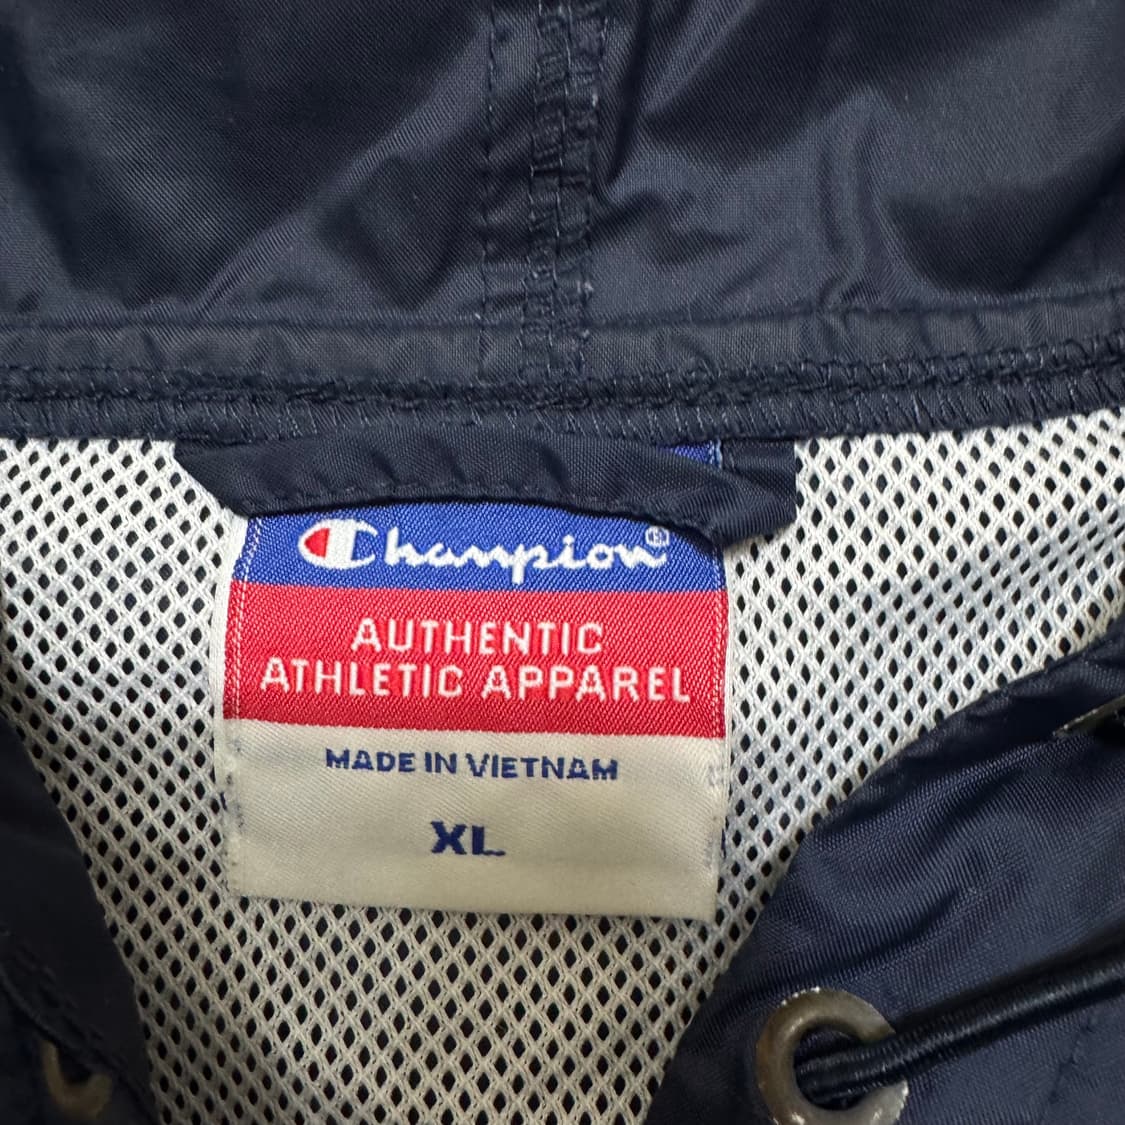 Champion®
AUTHENTIC
ATHLETIC APPAREL
MADE IN VIETNAM
XL